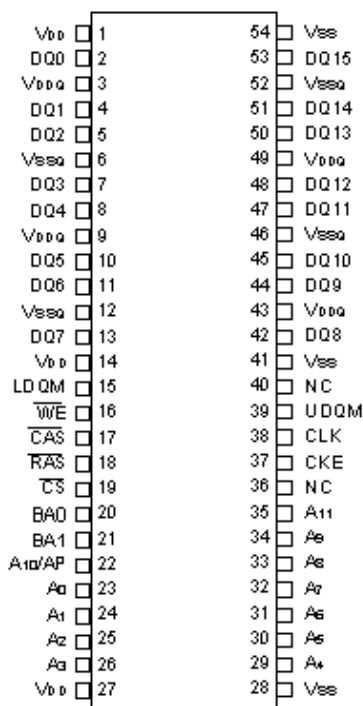 VDD 1 54 VSS
DQ0 2 53 DQ15
VDDQ 3 52 VSSQ
DQ1 4 51 DQ14
DQ2 5 50 DQ13
VSSQ 6 49 VDDQ
DQ3 7 48 DQ12
DQ4 8 47 DQ11
VDDQ 9 46 VSSQ
DQ5 10 45 DQ10
DQ6 11 44 DQ9
VSSQ 12 43 VDDQ
DQ7 13 42 DQ8
VDD 14 41 VSS
LDQM 15 40 NC
WE 16 39 UDQM
CAS 17 38 CLK
RAS 18 37 CKE
CS 19 36 NC
BA0 20 35 A11
BA1 21 34 A9
A10/AP 22 33 A8
A0 23 32 A7
A1 24 31 A6
A2 25 30 A5
A3 26 29 A4
VDD 27 28 VSS